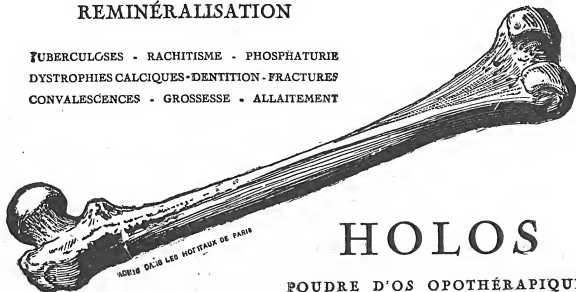 REMINÉRALISATION
TUBERCULOSES - RACHITISME - PHOSPHATURIE
DYSTROPHIES CALCIQUES - DENTITION - FRACTURES
CONVALESCENCES - GROSSESSE - ALLAITEMENT
ADMIS DANS LES HOPITAUX DE PARIS
HOLOS
POUDRE D'OS OPOTHÉRAPIQUE